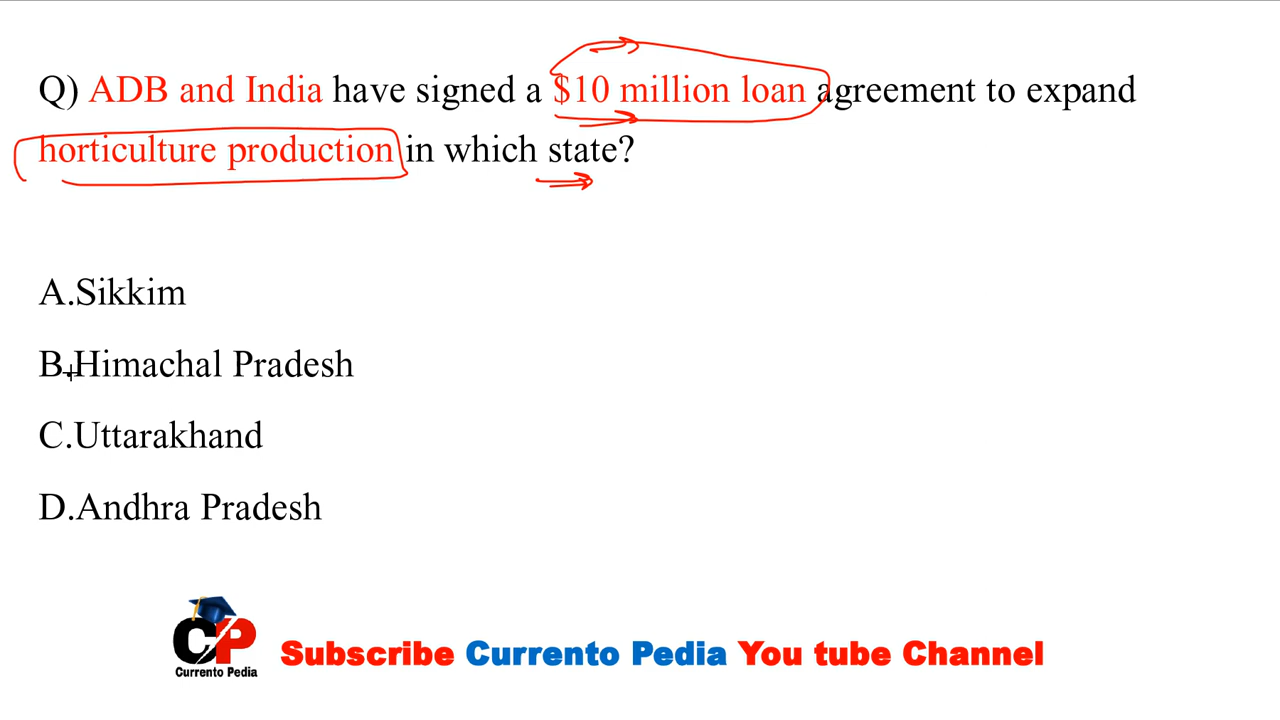 Q) ADB and India have signed a $10 million loan agreement to expand
horticulture production in which state?
A.Sikkim
B.Himachal Pradesh
C.Uttarakhand
D.Andhra Pradesh
CP
Currento Pedia
Subscribe Currento Pedia You tube Channel